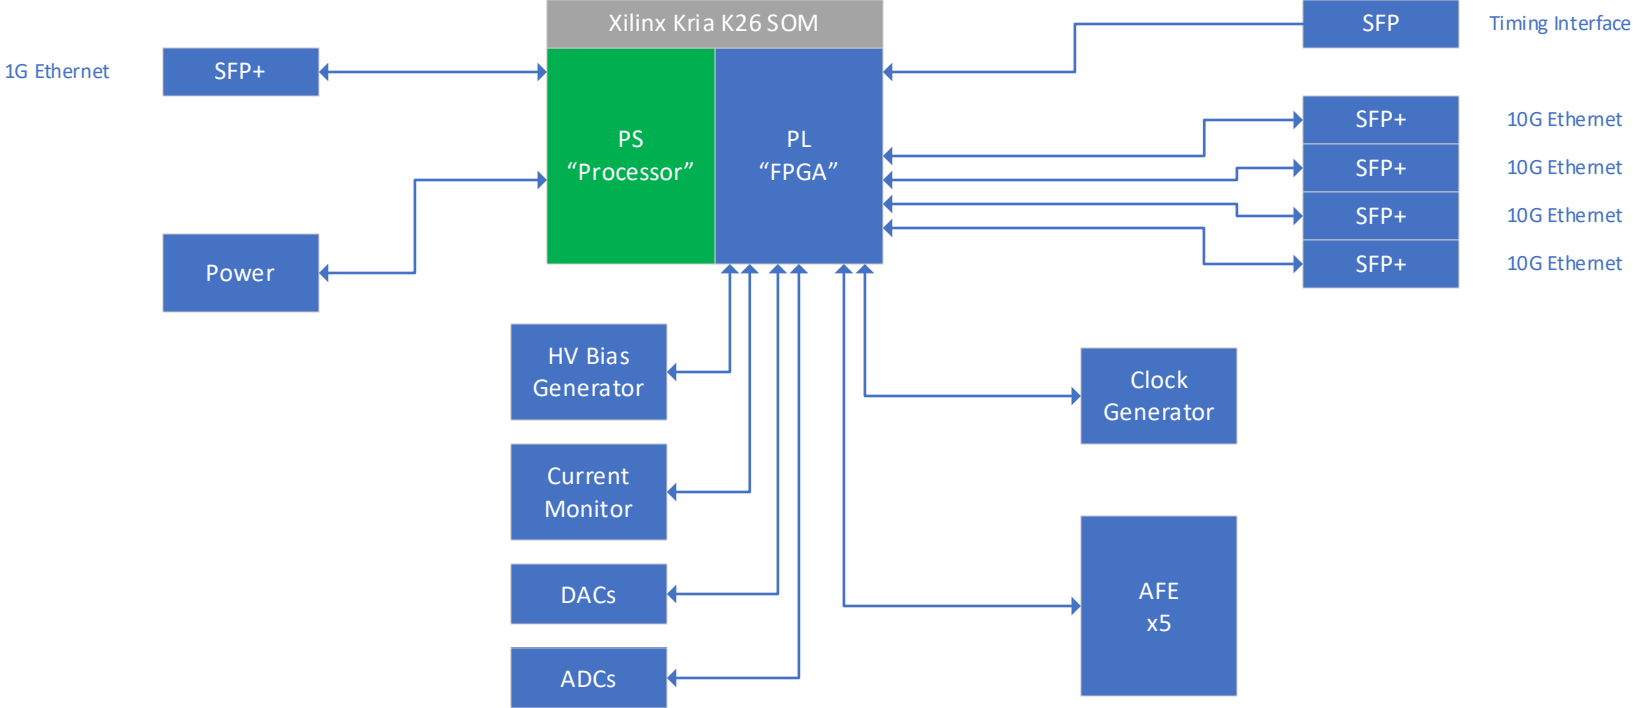 Xilinx Kria K26 SOM
SFP
Timing Interface
1G Ethernet
SFP+
PS
“Processor”
PL
“FPGA”
SFP+
10G Ethernet
SFP+
10G Ethernet
SFP+
10G Ethernet
SFP+
10G Ethernet
Power
HV Bias
Generator
Clock
Generator
Current
Monitor
DACs
AFE
x5
ADCs